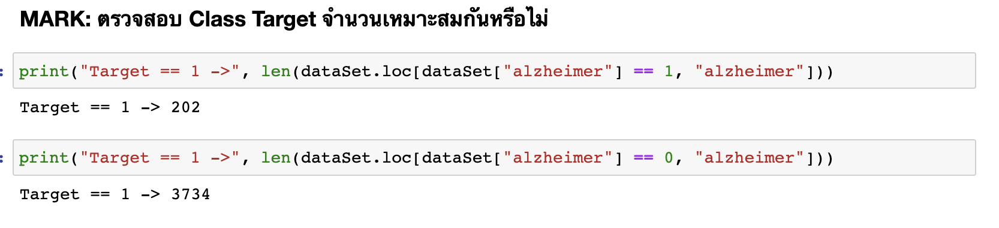 MARK: ตรวจสอบ Class Target จำนวนเหมาะสมกันหรือไม่
: print("Target == 1 ->", len(dataSet.loc[dataSet["alzheimer"] == 1, "alzheimer"]))
Target == 1 -> 202
: print("Target == 1 ->", len(dataSet.loc[dataSet["alzheimer"] == 0, "alzheimer"]))
Target == 1 -> 3734